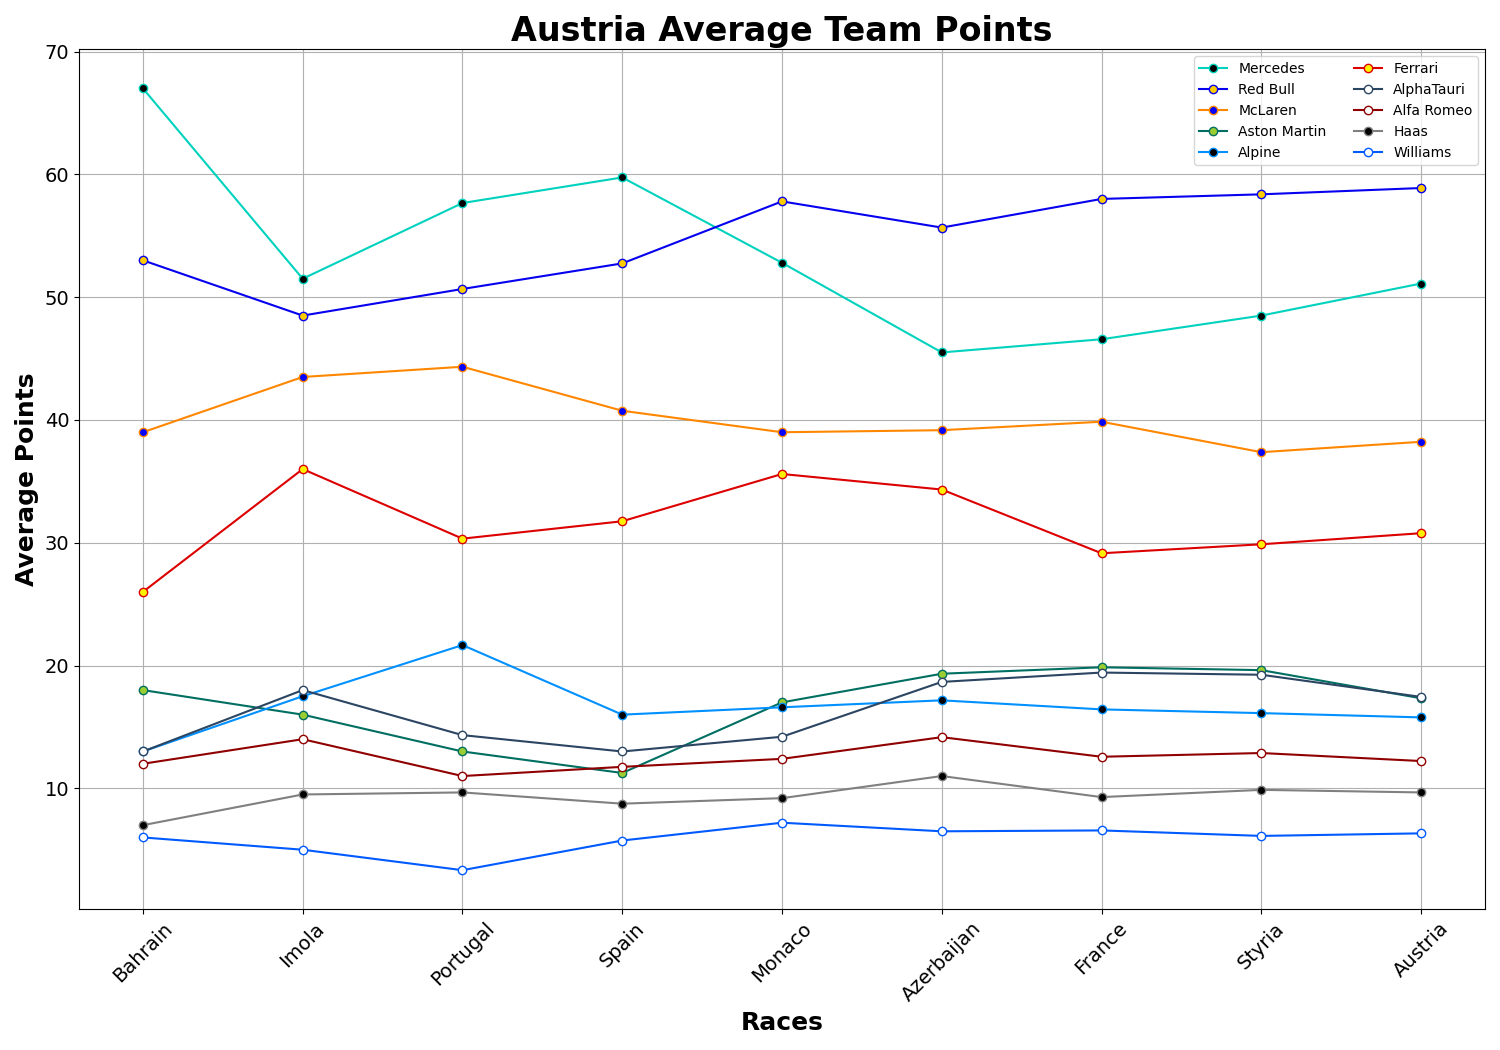 Austria Average Team Points
70
60
50
40
30
20
10
Average Points
Mercedes
Red Bull
McLaren
Aston Martin
Alpine
Ferrari
AlphaTauri
Alfa Romeo
Haas
Williams
Bahrain
Imola
Portugal
Spain
Monaco
Azerbaijan
France
Styria
Austria
Races